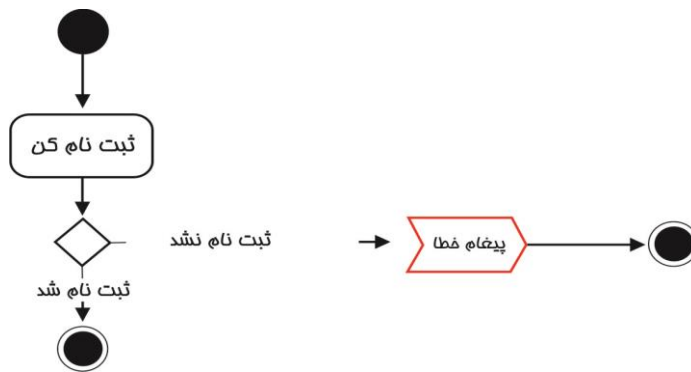 ثبت نام کن
ثبت نام نشد
پیغام خطا
ثبت نام شد